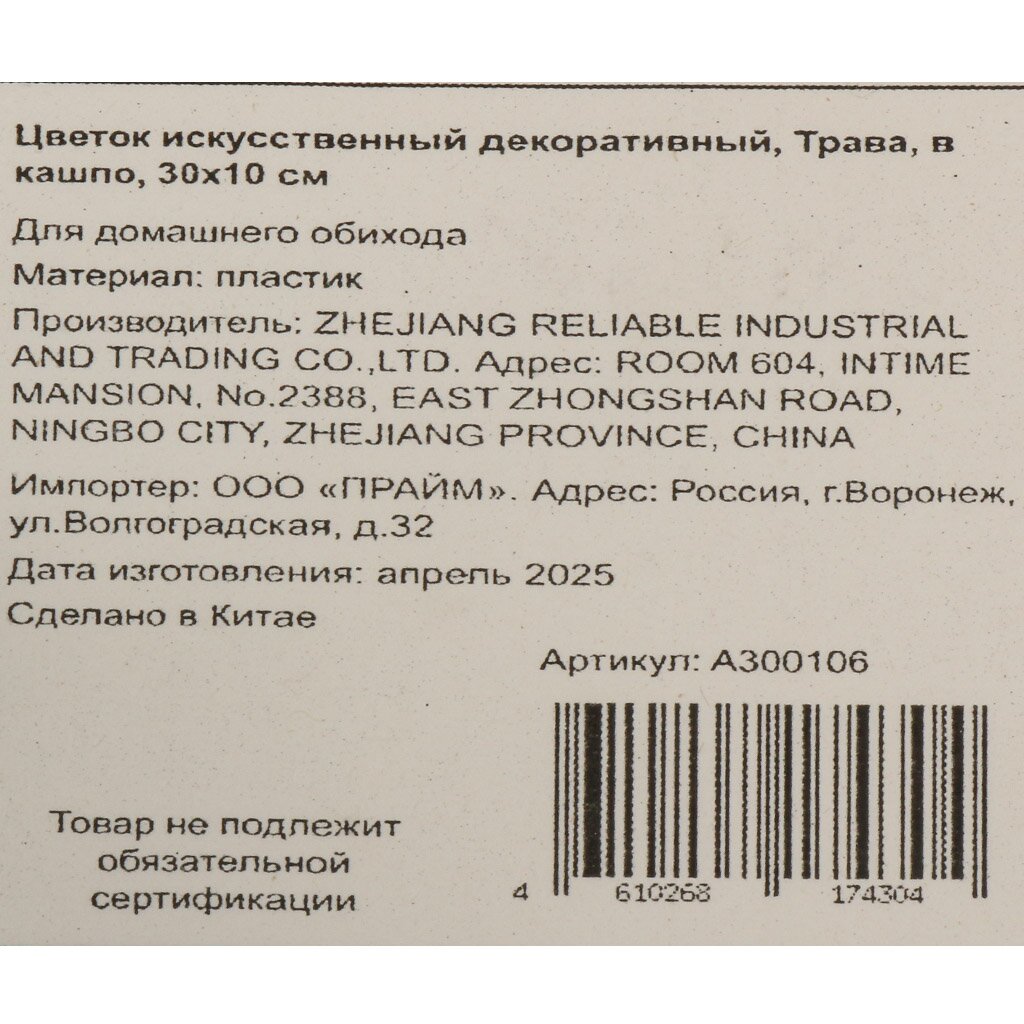 Цветок искусственный декоративный, Трава, в
кашпо, 30х10 см
Для домашнего обихода
Материал: пластик
Производитель: ZHEJIANG RELIABLE INDUSTRIAL
AND TRADING CO.,LTD. Адрес: ROOM 604, INTIME
MANSION, No.2388, EAST ZHONGSHAN ROAD,
NINGBO CITY, ZHEJIANG PROVINCE, CHINA
Импортер: ООО «ПРАЙМ». Адрес: Россия, г.Воронеж,
ул.Волгоградская, д.32
Дата изготовления: апрель 2025
Сделано в Китае
Артикул: A300106
Товар не подлежит
обязательной
сертификации
4 610268 174304